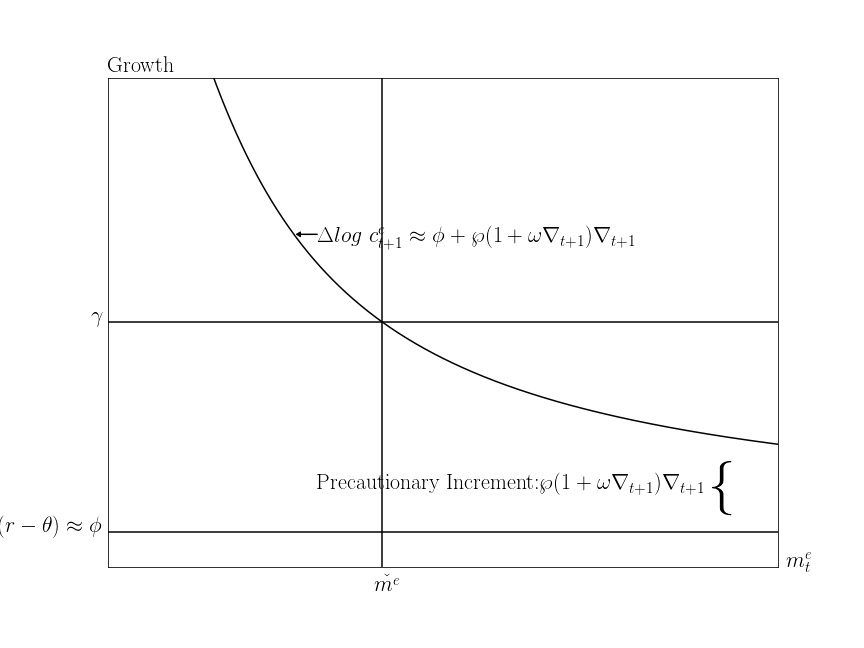 Growth
Δlog c^e_{t+1} ≈ ϕ + ℘(1 + ω∇_{t+1})∇_{t+1}
γ
Precautionary Increment:℘(1 + ω∇_{t+1})∇_{t+1} {
(r − θ) ≈ ϕ
m^e_t
m̌^e